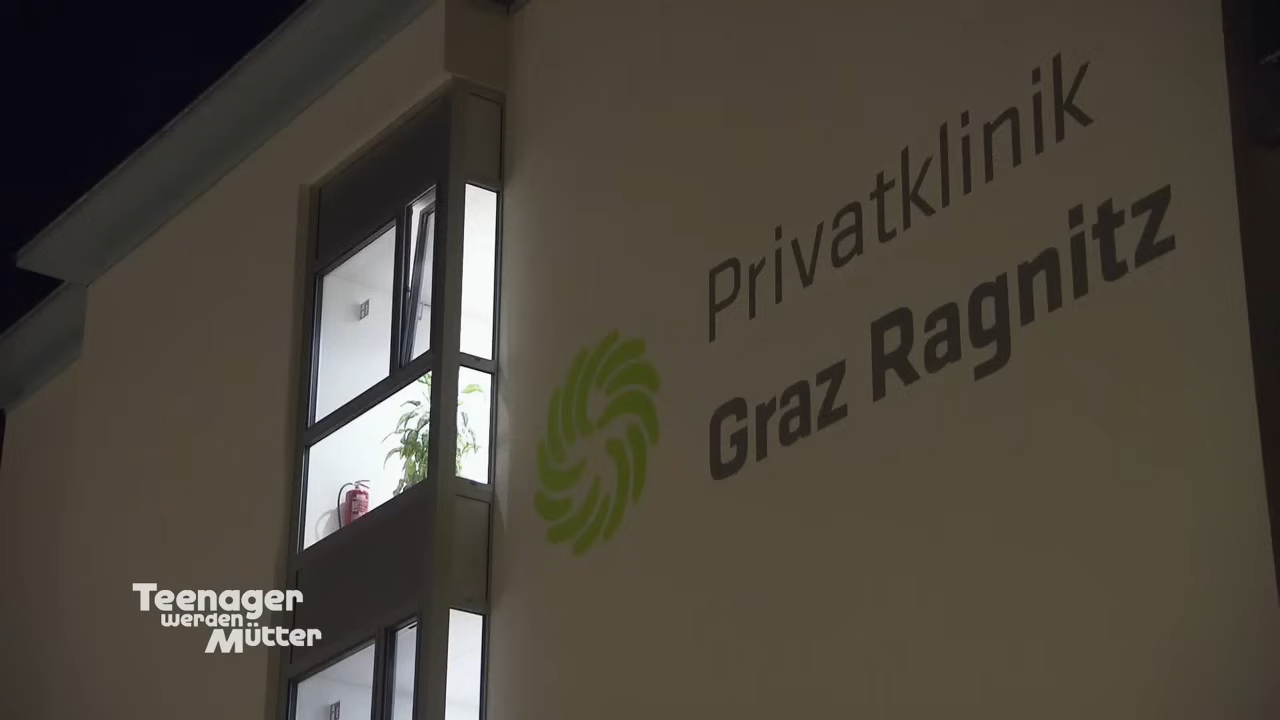 Privatklinik
Graz Ragnitz
Teenager
werden
Mütter